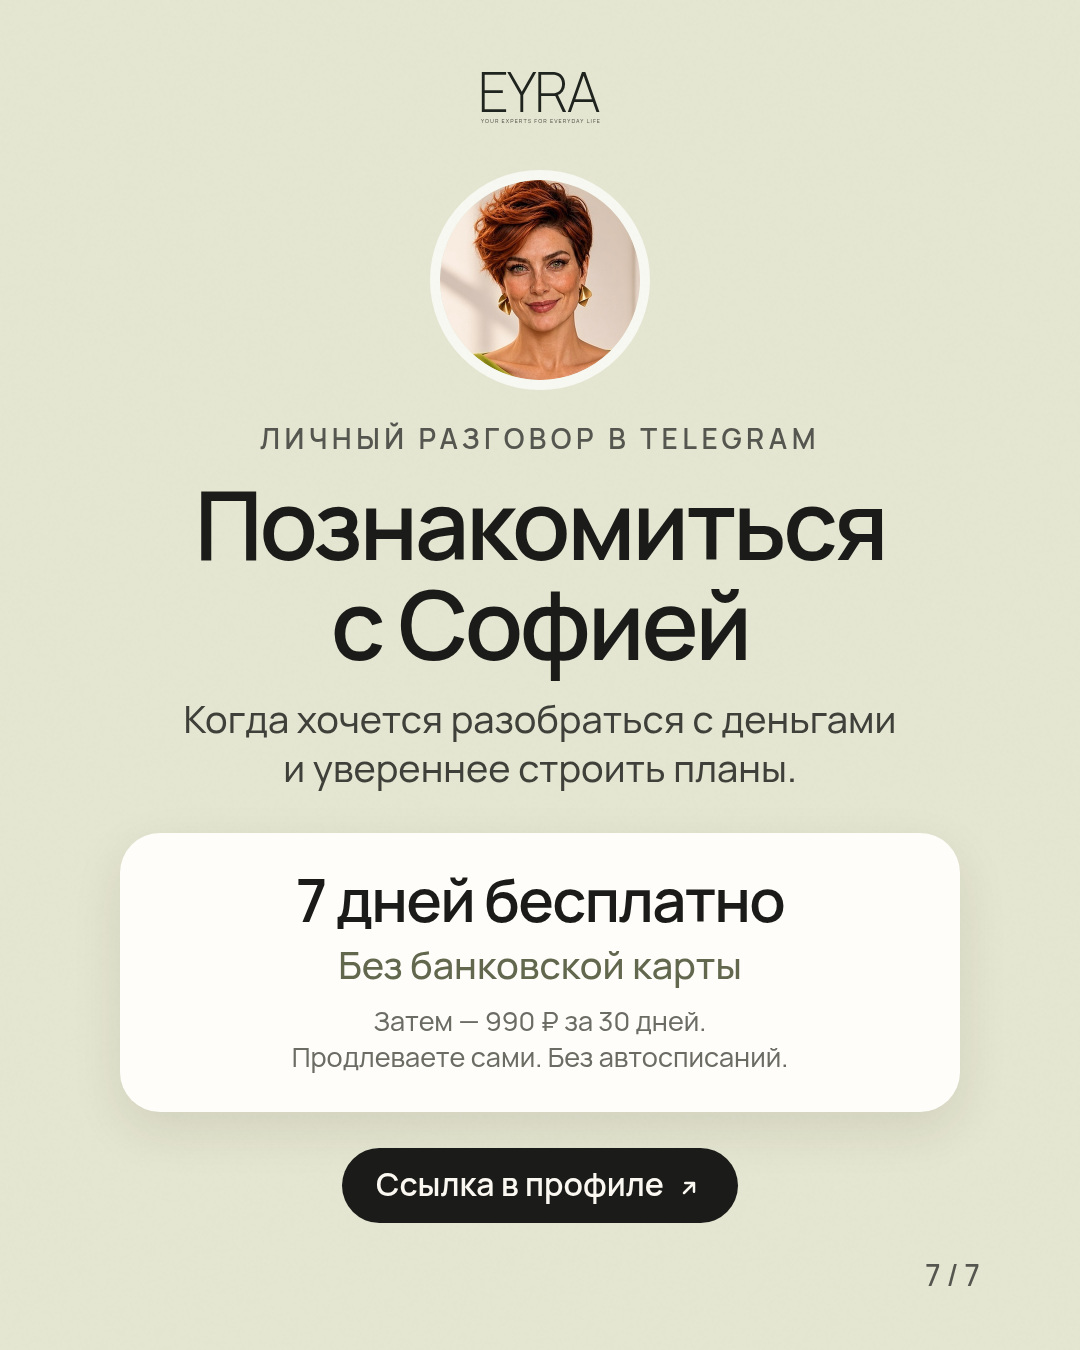 EYRA
YOUR EXPERTS FOR EVERYDAY LIFE
ЛИЧНЫЙ РАЗГОВОР В TELEGRAM
Познакомиться
с Софией
Когда хочется разобраться с деньгами
и увереннее строить планы.
7 дней бесплатно
Без банковской карты
Затем — 990 ₽ за 30 дней.
Продлеваете сами. Без автосписаний.
Ссылка в профиле ↗
7 / 7